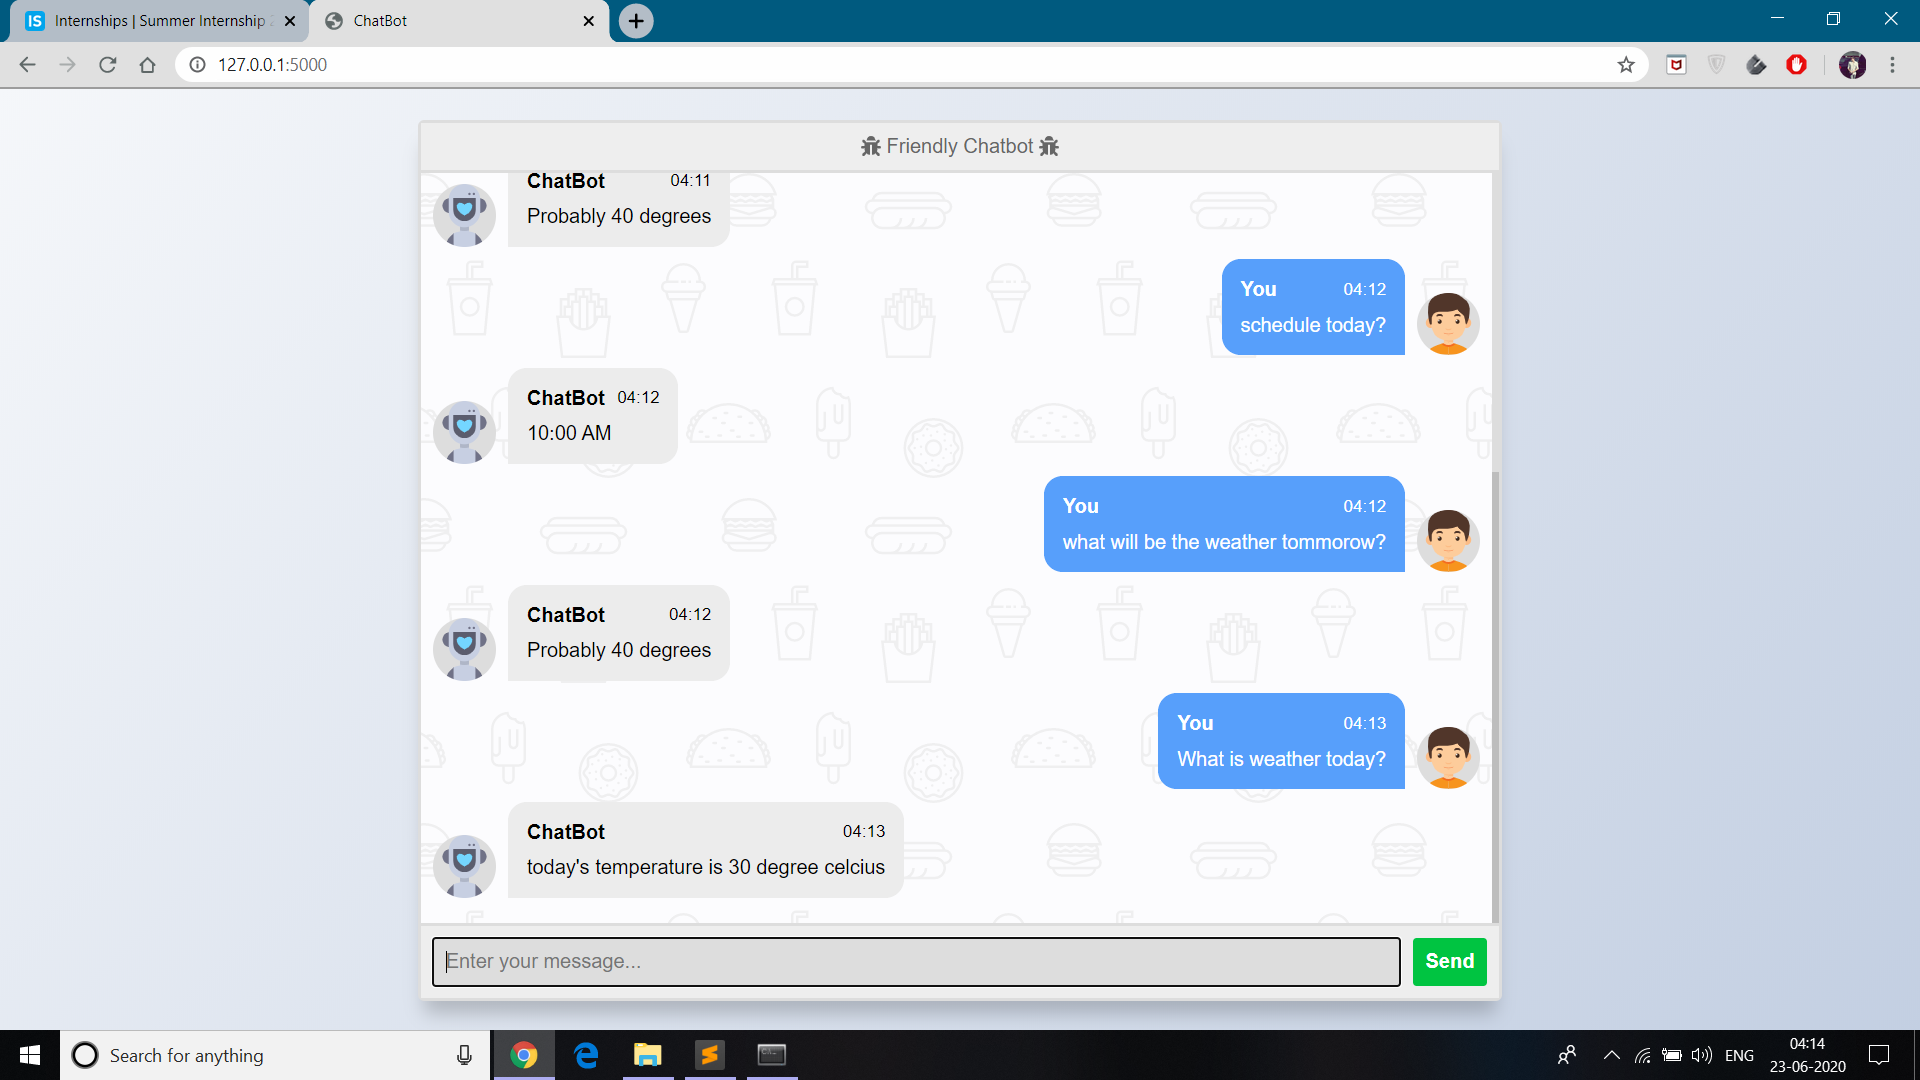 IS Internships | Summer Internship
ChatBot
127.0.0.1:5000
Friendly Chatbot
ChatBot 04:11
Probably 40 degrees
You 04:12
schedule today?
ChatBot 04:12
10:00 AM
You 04:12
what will be the weather tommorow?
ChatBot 04:12
Probably 40 degrees
You 04:13
What is weather today?
ChatBot 04:13
today's temperature is 30 degree celcius
Enter your message...
Send
Search for anything
ENG
04:14
23-06-2020